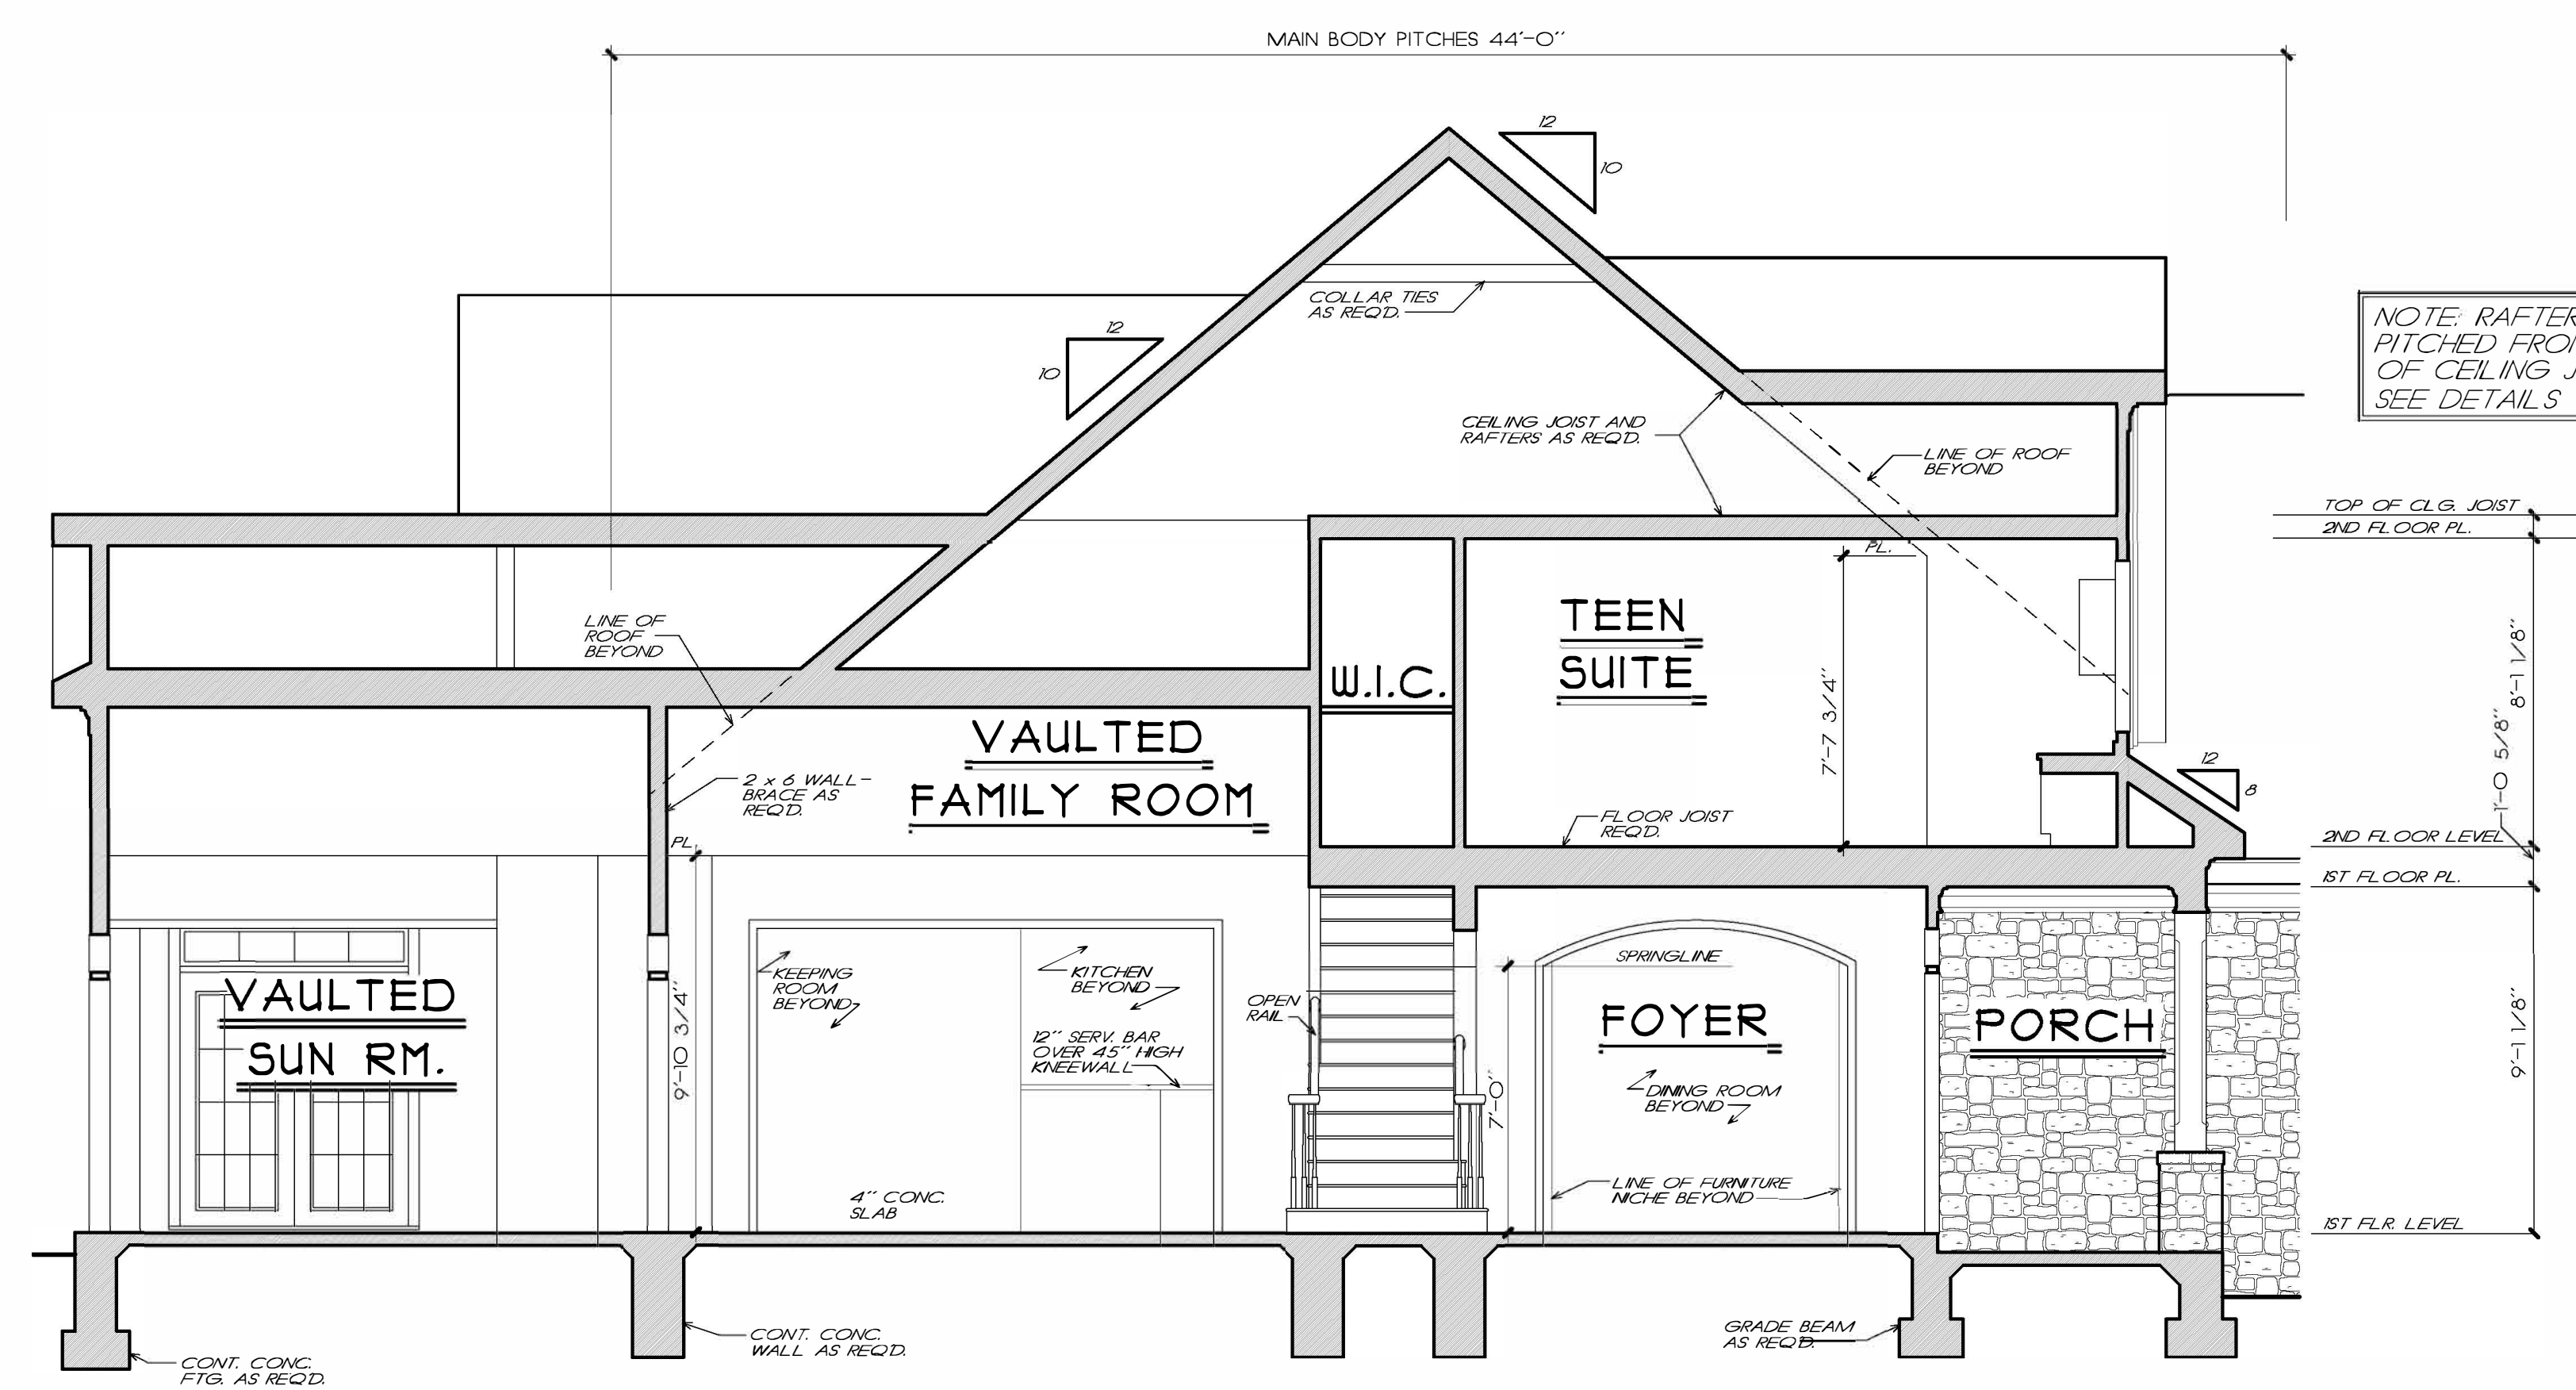 MAIN BODY PITCHES 44'-0"
12
10
12
10
COLLAR TIES
AS REQ'D.
NOTE: RAFTER
PITCHED FROM
OF CEILING J
SEE DETAILS
CEILING JOIST AND
RAFTERS AS REQ'D.
LINE OF ROOF
BEYOND
TOP OF CLG. JOIST
2ND FLOOR PL.
PL.
LINE OF
ROOF
BEYOND
TEEN
SUITE
W.I.C.
7'-7 3/4"
8'-1 1/8"
VAULTED
FAMILY ROOM
2 x 6 WALL-
BRACE AS
REQ'D.
12
8
1'-0 5/8"
FLOOR JOIST
REQ'D.
2ND FLOOR LEVEL
PL.
1ST FLOOR PL.
SPRINGLINE
KEEPING
ROOM
BEYOND
KITCHEN
BEYOND
VAULTED
SUN RM.
9'-10 3/4"
OPEN
RAIL
FOYER
PORCH
12" SERV. BAR
OVER 45" HIGH
KNEEWALL
7'-0"
DINING ROOM
BEYOND
9'-1 1/8"
4" CONC.
SLAB
LINE OF FURNITURE
NICHE BEYOND
1ST FLR. LEVEL
CONT. CONC.
WALL AS REQ'D.
GRADE BEAM
AS REQ'D.
CONT. CONC.
FTG. AS REQ'D.